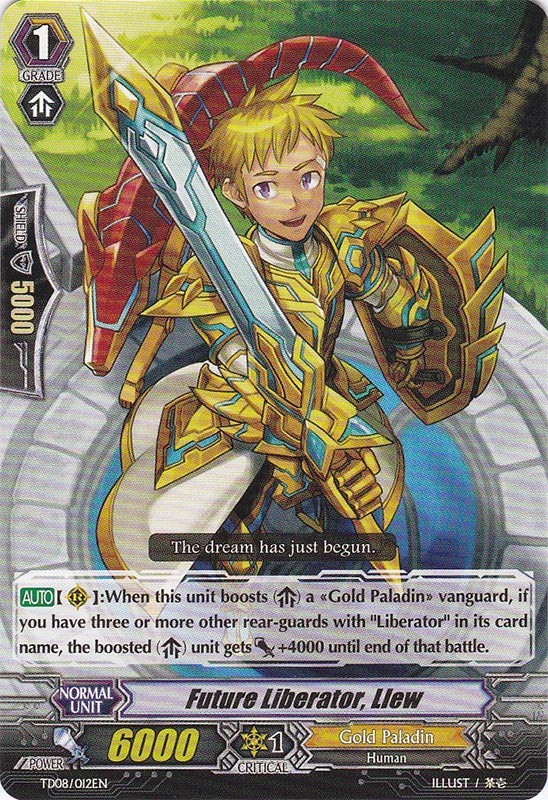 1
GRADE
SHIELD
5000
The dream has just begun.
AUTO【 】:When this unit boosts ( ) a «Gold Paladin» vanguard, if
you have three or more other rear-guards with "Liberator" in its card
name, the boosted ( ) unit gets +4000 until end of that battle.
NORMAL
UNIT
Future Liberator, Llew
POWER
6000
1
CRITICAL
Gold Paladin
Human
TD08/012EN
ILLUST / 茶壱